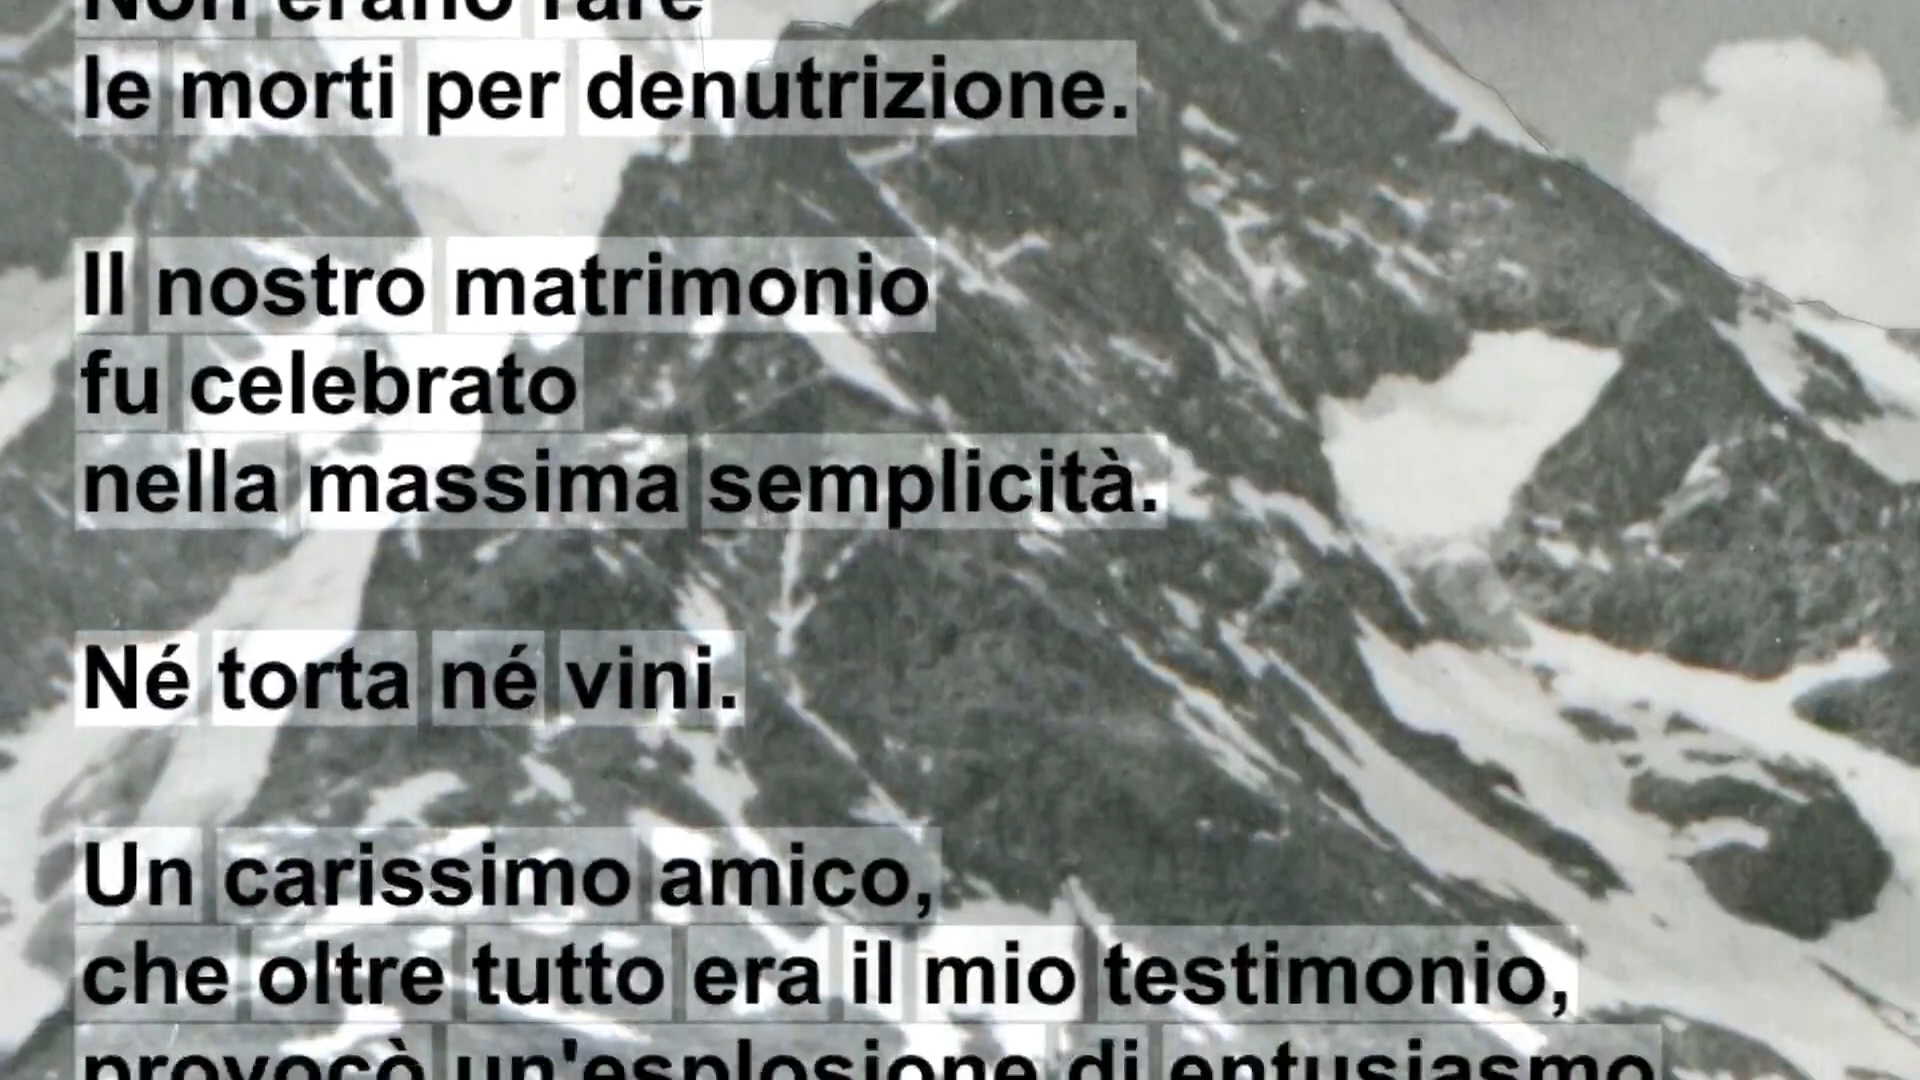 Non erano rare
le morti per denutrizione.
Il nostro matrimonio
fu celebrato
nella massima semplicità.
Né torta né vini.
Un carissimo amico,
che oltre tutto era il mio testimonio,
provocò un'esplosione di entusiasmo